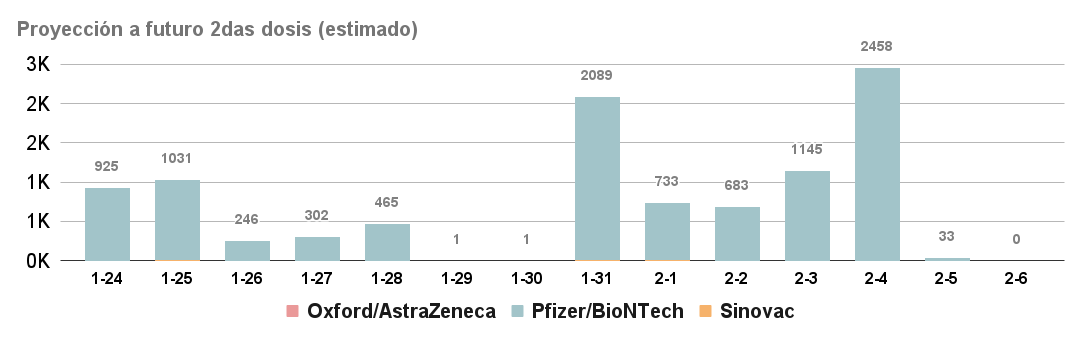 Proyección a futuro 2das dosis (estimado)
3K
2K
2K
1K
1K
0K
925
1031
246
302
465
1
1
2089
733
683
1145
2458
33
0
1-24
1-25
1-26
1-27
1-28
1-29
1-30
1-31
2-1
2-2
2-3
2-4
2-5
2-6
Oxford/AstraZeneca
Pfizer/BioNTech
Sinovac